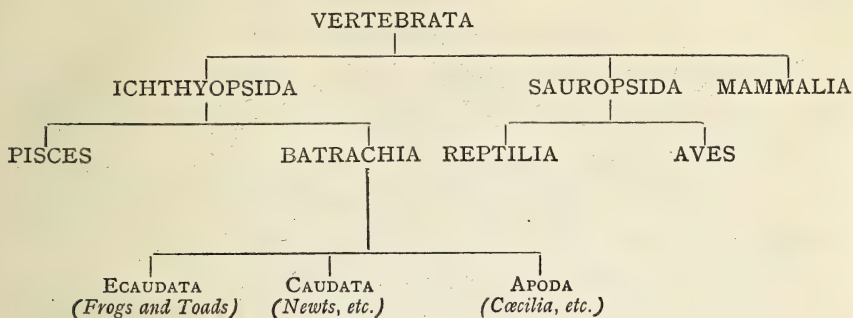 VERTEBRATA
ICHTHYOPSIDA SAUROPSIDA MAMMALIA
PISCES BATRACHIA REPTILIA AVES
ECAUDATA CAUDATA APODA
(Frogs and Toads) (Newts, etc.) (Cœcilia, etc.)